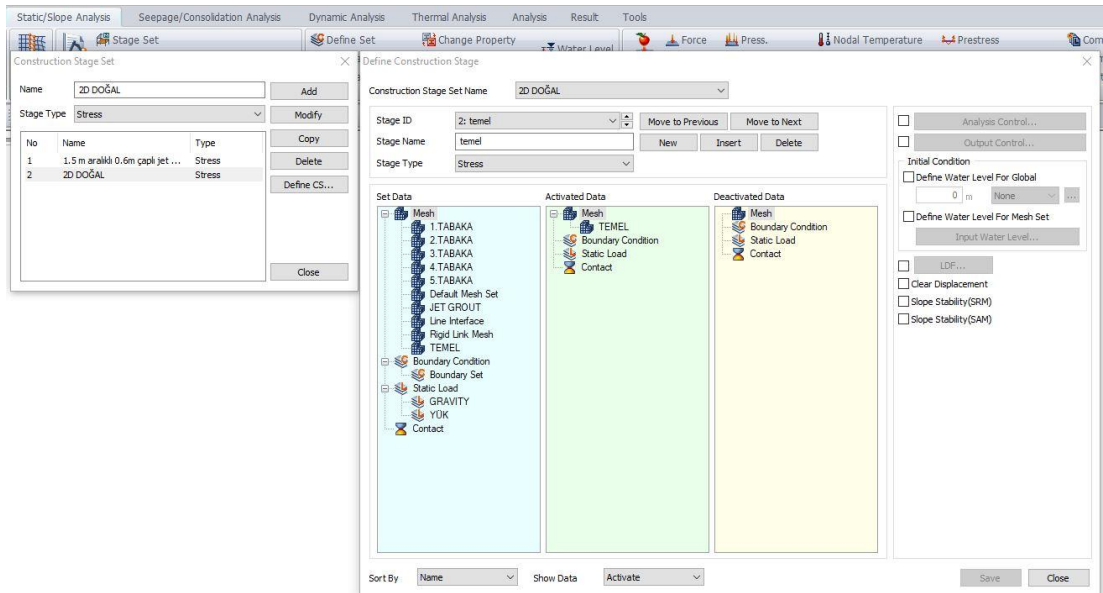 Static/Slope Analysis Seepage/Consolidation Analysis Dynamic Analysis Thermal Analysis Analysis Result Tools
Stage Set Define Set Change Property Water Level Force Press. Nodal Temperature Prestress
Construction Stage Set
Name 2D DOĞAL Add
Stage Type Stress Modify
No Name Type
1 1.5 m aralıklı 0.6m çaplı jet ... Stress
2 2D DOĞAL Stress
Copy
Delete
Define CS...
Close
Define Construction Stage
Construction Stage Set Name 2D DOĞAL
Stage ID 2: temel Move to Previous Move to Next
Stage Name temel New Insert Delete
Stage Type Stress
Set Data
Mesh
1.TABAKA
2.TABAKA
3.TABAKA
4.TABAKA
5.TABAKA
Default Mesh Set
JET GROUT
Line Interface
Rigid Link Mesh
TEMEL
Boundary Condition
Boundary Set
Static Load
GRAVITY
YÜK
Contact
Activated Data
Mesh
TEMEL
Boundary Condition
Static Load
Contact
Deactivated Data
Mesh
Boundary Condition
Static Load
Contact
Analysis Control...
Output Control...
Initial Condition
Define Water Level For Global
0 m None ...
Define Water Level For Mesh Set
Input Water Level...
LDF...
Clear Displacement
Slope Stability(SRM)
Slope Stability(SAM)
Sort By Name Show Data Activate Save Close